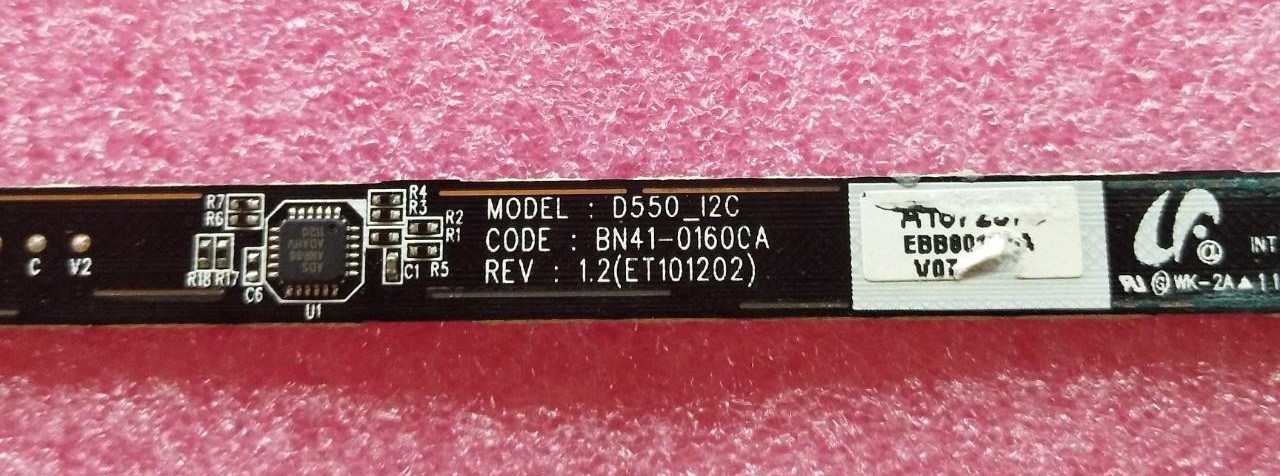 R7
R6
R18 R17
C6
U1
R4
R3
R2
R1
C1 R5
C V2
MODEL : D550_I2C
CODE : BN41-01600A
REV : 1.2(ET101202)
V07
@
INT
WK-2A